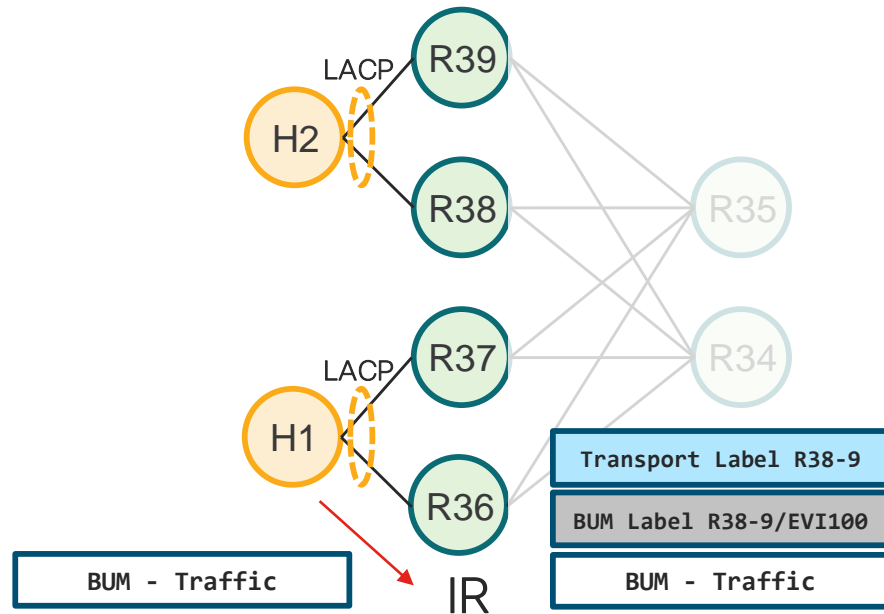 R39
LACP
H2
R38
R35
R37
R34
LACP
H1
Transport Label R38-9
R36
BUM Label R38-9/EVI100
BUM - Traffic
IR
BUM - Traffic